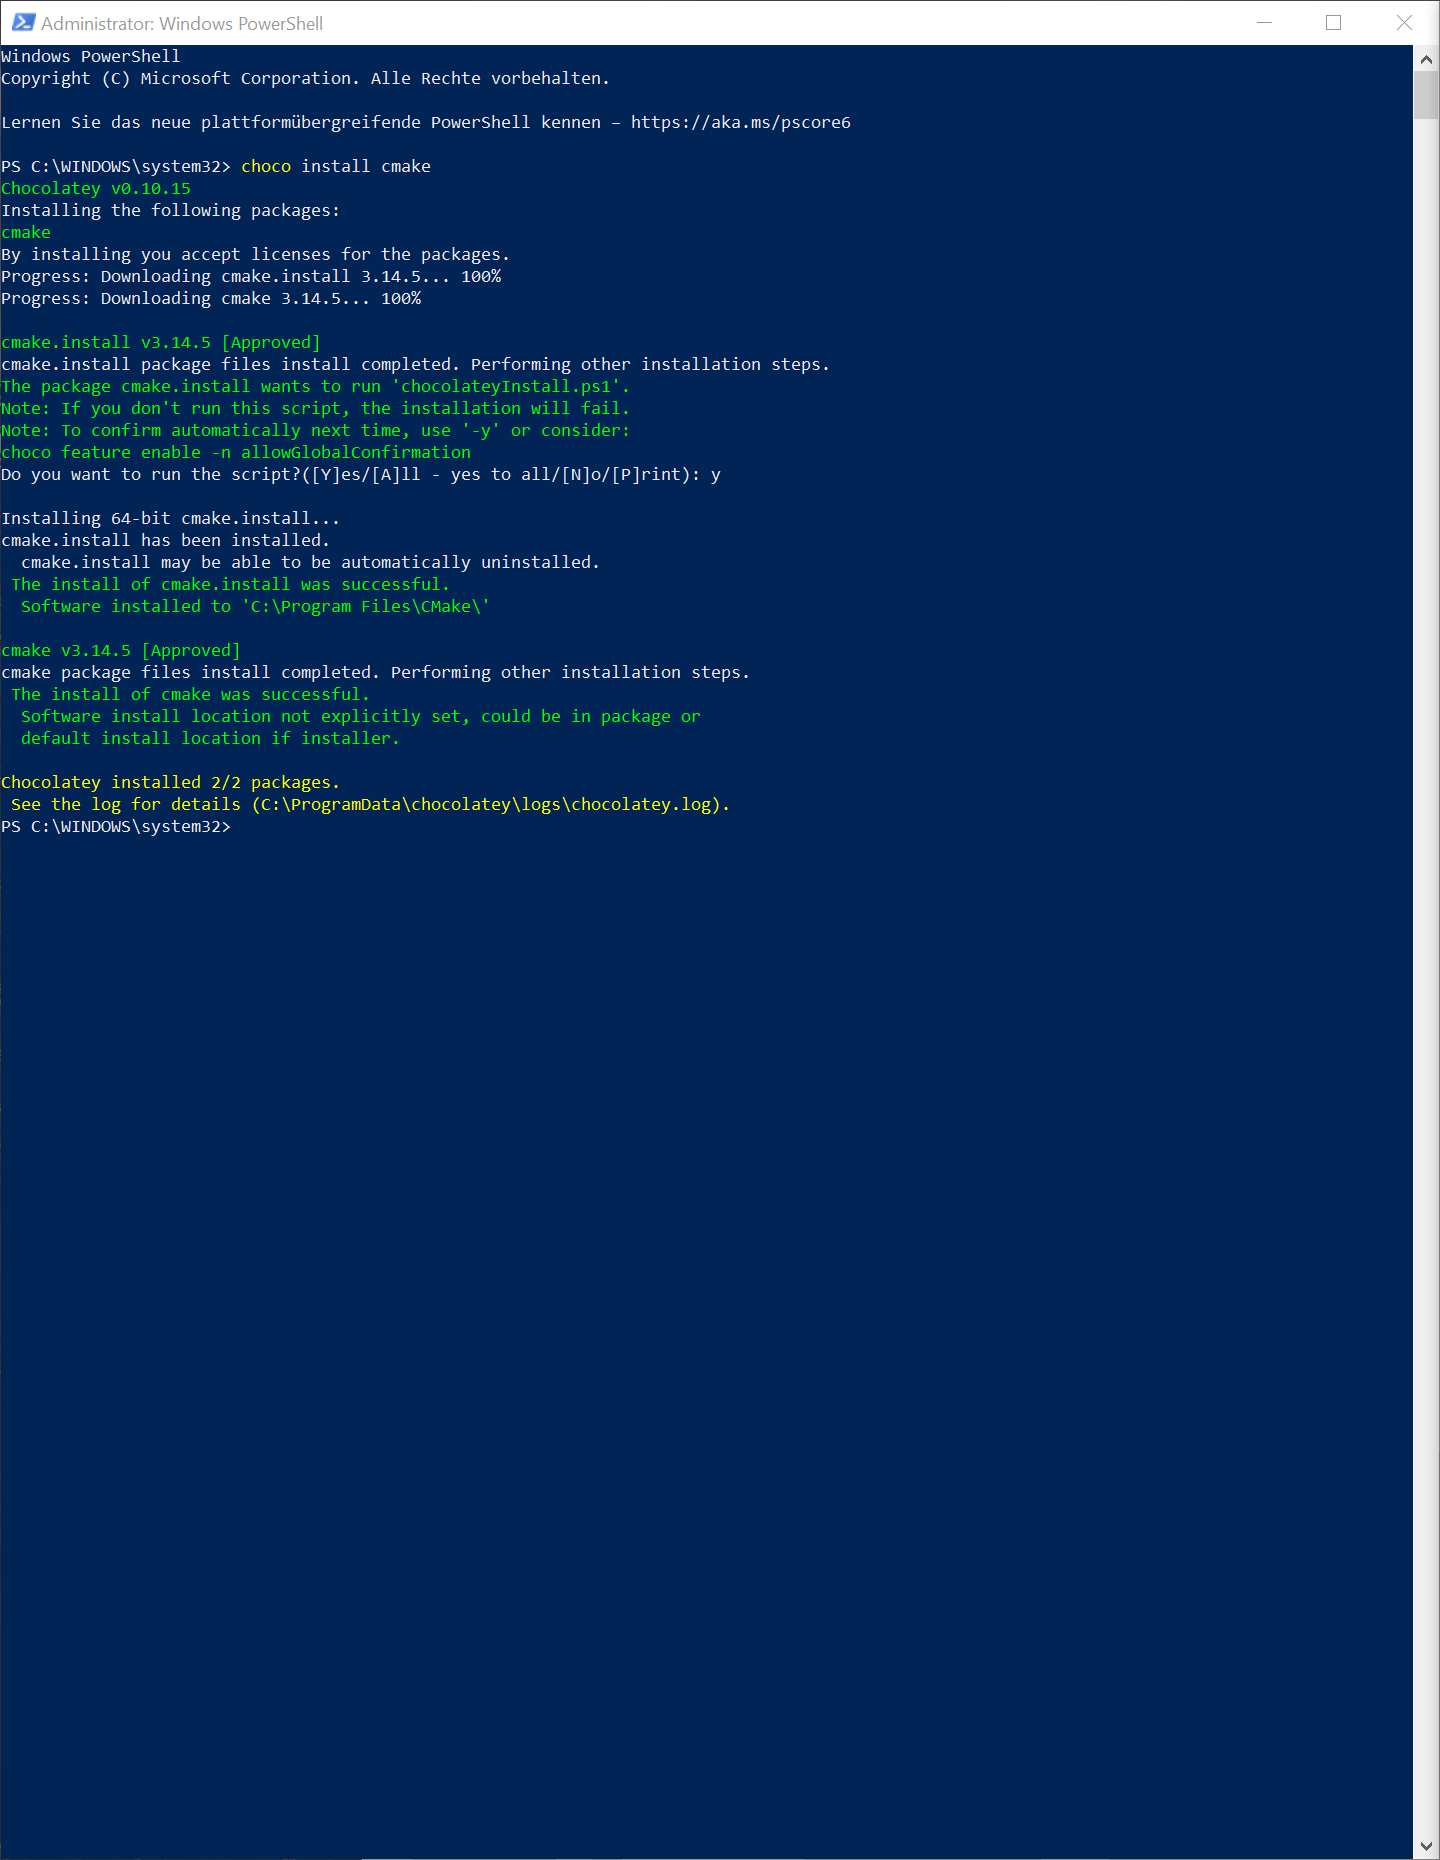 Administrator: Windows PowerShell
Windows PowerShell
Copyright (C) Microsoft Corporation. Alle Rechte vorbehalten.
Lernen Sie das neue plattformübergreifende PowerShell kennen – https://aka.ms/pscore6
PS C:\WINDOWS\system32> choco install cmake
Chocolatey v0.10.15
Installing the following packages:
cmake
By installing you accept licenses for the packages.
Progress: Downloading cmake.install 3.14.5... 100%
Progress: Downloading cmake 3.14.5... 100%
cmake.install v3.14.5 [Approved]
cmake.install package files install completed. Performing other installation steps.
The package cmake.install wants to run 'chocolateyInstall.ps1'.
Note: If you don't run this script, the installation will fail.
Note: To confirm automatically next time, use '-y' or consider:
choco feature enable -n allowGlobalConfirmation
Do you want to run the script?([Y]es/[A]ll - yes to all/[N]o/[P]rint): y
Installing 64-bit cmake.install...
cmake.install has been installed.
  cmake.install may be able to be automatically uninstalled.
 The install of cmake.install was successful.
  Software installed to 'C:\Program Files\CMake\'
cmake v3.14.5 [Approved]
cmake package files install completed. Performing other installation steps.
 The install of cmake was successful.
  Software install location not explicitly set, could be in package or
  default install location if installer.
Chocolatey installed 2/2 packages.
 See the log for details (C:\ProgramData\chocolatey\logs\chocolatey.log).
PS C:\WINDOWS\system32>